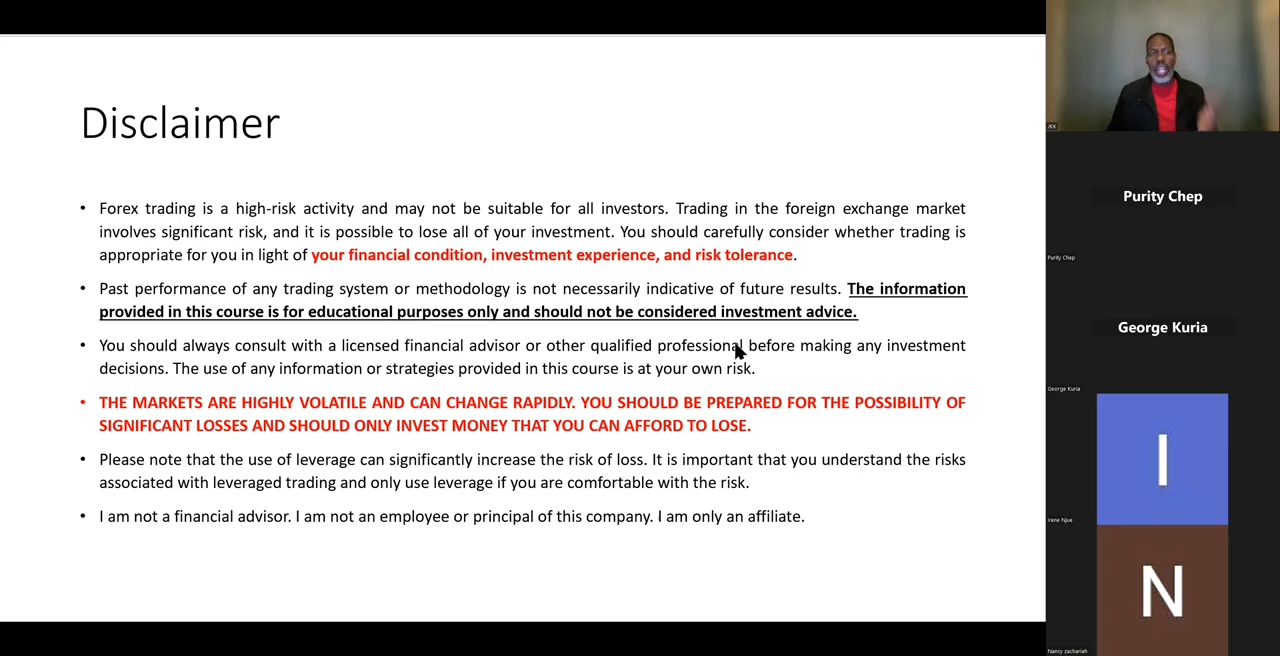 Disclaimer
• Forex trading is a high-risk activity and may not be suitable for all investors. Trading in the foreign exchange market
involves significant risk, and it is possible to lose all of your investment. You should carefully consider whether trading is
appropriate for you in light of your financial condition, investment experience, and risk tolerance.
• Past performance of any trading system or methodology is not necessarily indicative of future results. The information
provided in this course is for educational purposes only and should not be considered investment advice.
• You should always consult with a licensed financial advisor or other qualified professional before making any investment
decisions. The use of any information or strategies provided in this course is at your own risk.
• THE MARKETS ARE HIGHLY VOLATILE AND CAN CHANGE RAPIDLY. YOU SHOULD BE PREPARED FOR THE POSSIBILITY OF
SIGNIFICANT LOSSES AND SHOULD ONLY INVEST MONEY THAT YOU CAN AFFORD TO LOSE.
• Please note that the use of leverage can significantly increase the risk of loss. It is important that you understand the risks
associated with leveraged trading and only use leverage if you are comfortable with the risk.
• I am not a financial advisor. I am not an employee or principal of this company. I am only an affiliate.
Purity Chep
Purity Chep
George Kuria
George Kuria
I
Irene Njue
N
Nancy zachariah